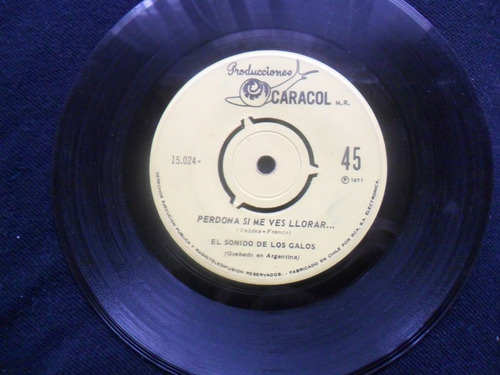 Producciones
CARACOL M.R.
15.024-
45
Ⓟ 1971
PERDONA SI ME VES LLORAR...
(Valdes - Franco)
EL SONIDO DE LOS GALOS
(Grabado en Argentina)
DERECHOS EJECUCION PUBLICA Y RADIOTELEDIFUSION RESERVADOS. - FABRICADO EN CHILE POR RCA, S.A. ELECTRONICA.